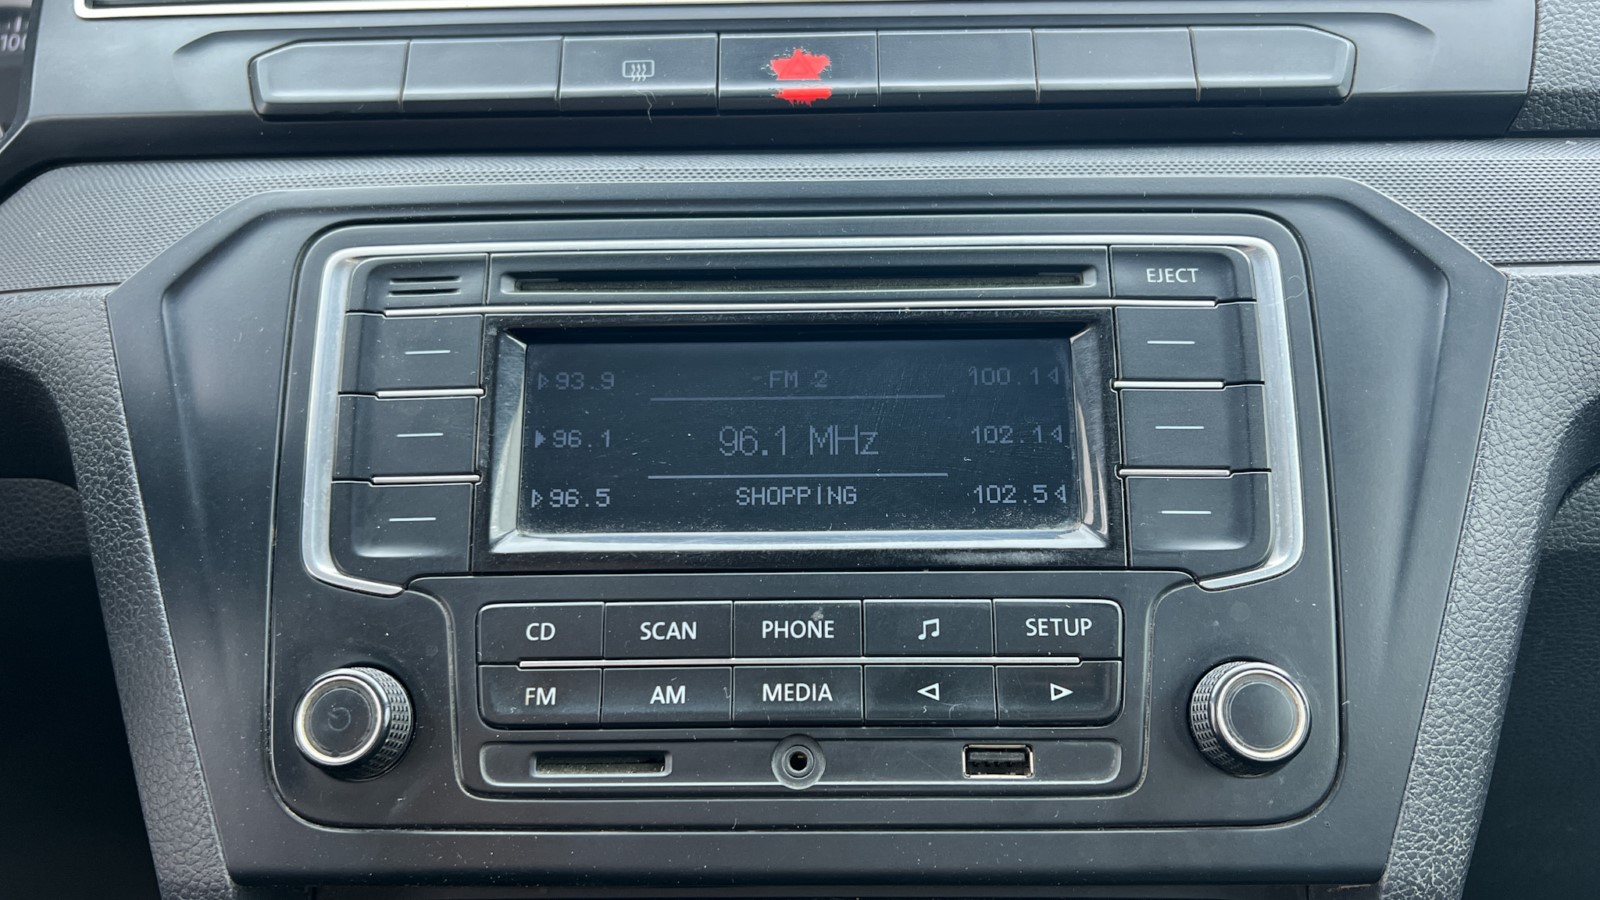 EJECT
93.9 FM 2 100.1
96.1 96.1 MHz 102.1
96.5 SHOPPING 102.5
CD SCAN PHONE SETUP
FM AM MEDIA